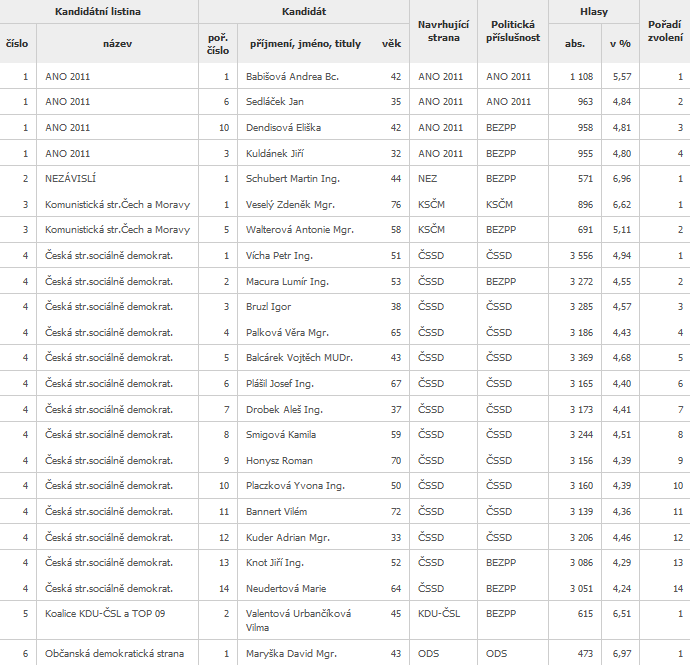 Kandidátní listina Kandidát Navrhující strana Politická příslušnost Hlasy Pořadí zvolení
číslo název poř. číslo příjmení, jméno, tituly věk abs. v %
1 ANO 2011 1 Babišová Andrea Bc. 42 ANO 2011 ANO 2011 1 108 5,57 1
1 ANO 2011 6 Sedláček Jan 35 ANO 2011 ANO 2011 963 4,84 2
1 ANO 2011 10 Dendisová Eliška 42 ANO 2011 BEZPP 958 4,81 3
1 ANO 2011 3 Kuldánek Jiří 32 ANO 2011 BEZPP 955 4,80 4
2 NEZÁVISLÍ 1 Schubert Martin Ing. 44 NEZ BEZPP 571 6,96 1
3 Komunistická str.Čech a Moravy 1 Veselý Zdeněk Mgr. 76 KSČM KSČM 896 6,62 1
3 Komunistická str.Čech a Moravy 5 Walterová Antonie Mgr. 58 KSČM BEZPP 691 5,11 2
4 Česká str.sociálně demokrat. 1 Vícha Petr Ing. 51 ČSSD ČSSD 3 556 4,94 1
4 Česká str.sociálně demokrat. 2 Macura Lumír Ing. 53 ČSSD BEZPP 3 272 4,55 2
4 Česká str.sociálně demokrat. 3 Bruzl Igor 38 ČSSD ČSSD 3 285 4,57 3
4 Česká str.sociálně demokrat. 4 Palková Věra Mgr. 65 ČSSD ČSSD 3 186 4,43 4
4 Česká str.sociálně demokrat. 5 Balcárek Vojtěch MUDr. 43 ČSSD ČSSD 3 369 4,68 5
4 Česká str.sociálně demokrat. 6 Plášil Josef Ing. 67 ČSSD ČSSD 3 165 4,40 6
4 Česká str.sociálně demokrat. 7 Drobek Aleš Ing. 37 ČSSD ČSSD 3 173 4,41 7
4 Česká str.sociálně demokrat. 8 Smigová Kamila 59 ČSSD ČSSD 3 244 4,51 8
4 Česká str.sociálně demokrat. 9 Honysz Roman 70 ČSSD ČSSD 3 156 4,39 9
4 Česká str.sociálně demokrat. 10 Placzková Yvona Ing. 50 ČSSD ČSSD 3 160 4,39 10
4 Česká str.sociálně demokrat. 11 Bannert Vilém 72 ČSSD ČSSD 3 139 4,36 11
4 Česká str.sociálně demokrat. 12 Kuder Adrian Mgr. 33 ČSSD ČSSD 3 206 4,46 12
4 Česká str.sociálně demokrat. 13 Knot Jiří Ing. 52 ČSSD BEZPP 3 086 4,29 13
4 Česká str.sociálně demokrat. 14 Neudertová Marie 64 ČSSD BEZPP 3 051 4,24 14
5 Koalice KDU-ČSL a TOP 09 2 Valentová Urbančíková Vilma 45 KDU-ČSL BEZPP 615 6,51 1
6 Občanská demokratická strana 1 Maryška David Mgr. 43 ODS ODS 473 6,97 1